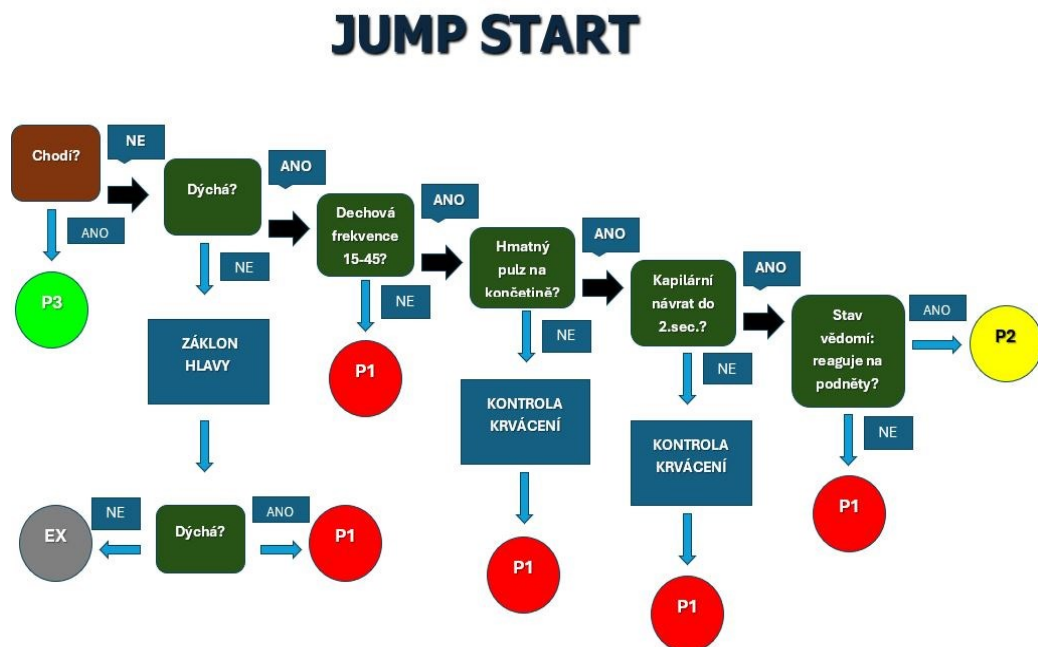 JUMP START
Chodí?
NE
ANO
P3
Dýchá?
ANO
NE
ZÁKLON
HLAVY
Dýchá?
NE
EX
ANO
P1
Dechová
frekvence
15-45?
ANO
NE
P1
Hmatný
pulz na
končetině?
ANO
NE
KONTROLA
KRVÁCENÍ
P1
Kapilární
návrat do
2.sec.?
ANO
NE
KONTROLA
KRVÁCENÍ
P1
Stav
vědomí:
reaguje na
podněty?
ANO
P2
NE
P1